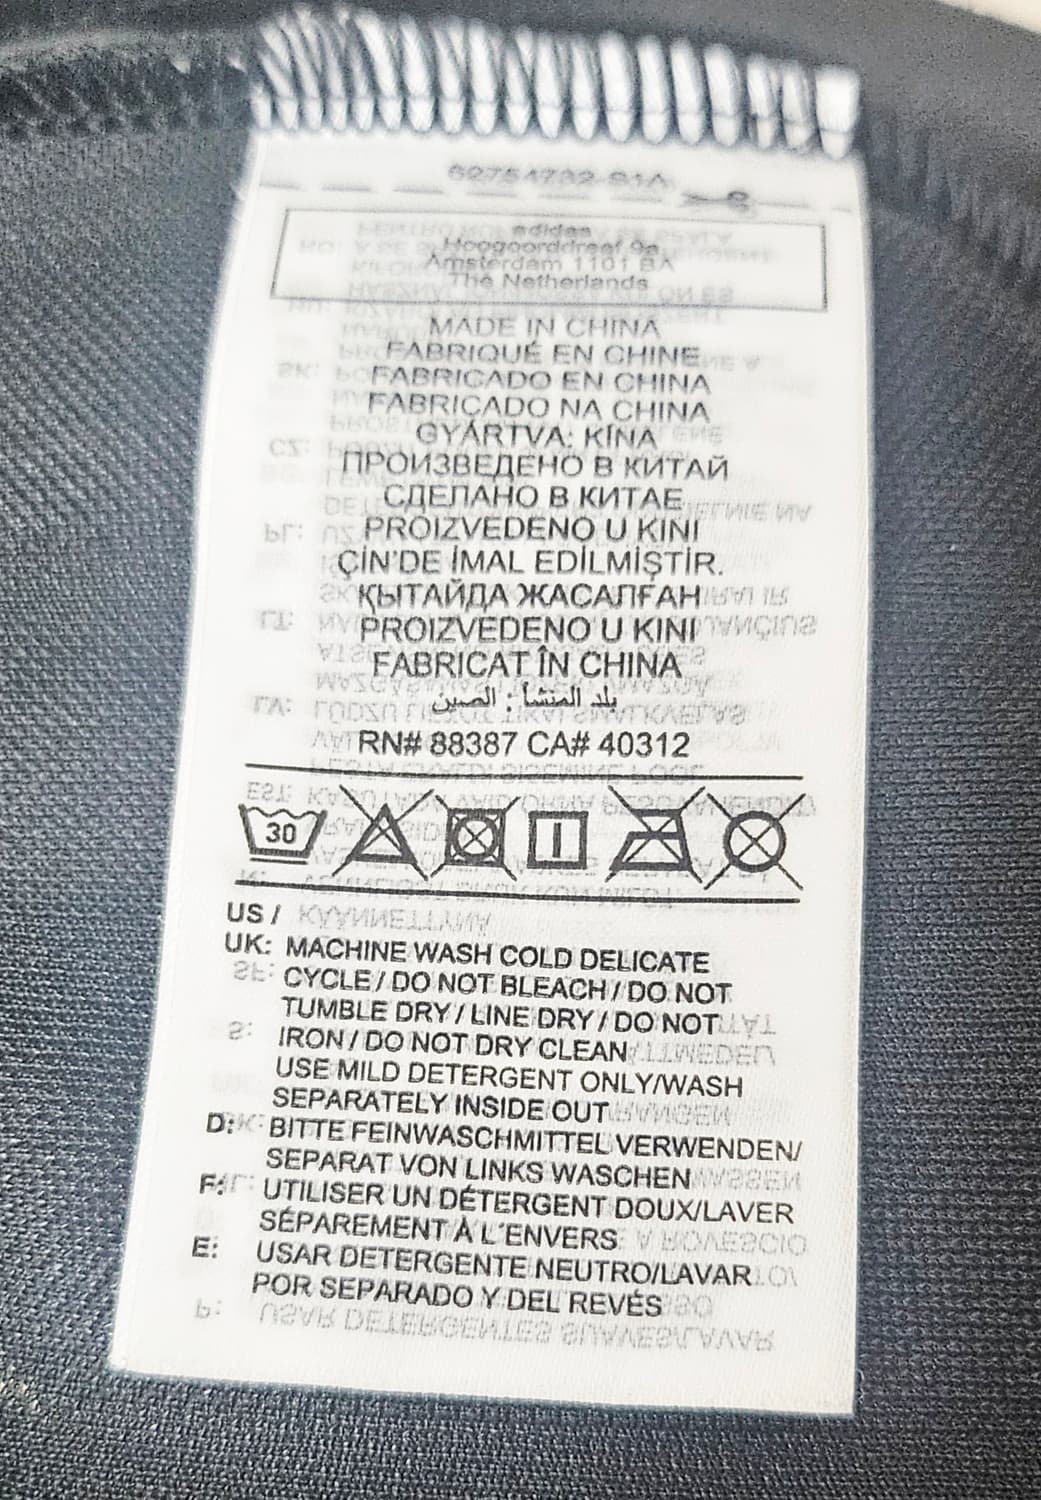 adidas
Hoogoorddreef 9a
Amsterdam 1101 BA
The Netherlands
MADE IN CHINA
FABRIQUÉ EN CHINE
FABRICADO EN CHINA
FABRICADO NA CHINA
GYÁRTVA: KÍNA
ПРОИЗВЕДЕНО В КИТАЙ
СДЕЛАНО В КИТАЕ
PROIZVEDENO U KINI
ÇİN'DE İMAL EDİLMİŞTİR.
ҚЫТАЙДА ЖАСАЛҒАН
PROIZVEDENO U KINI
FABRICAT ÎN CHINA
بلد المنشأ : الصين
RN# 88387 CA# 40312
30
US /
UK: MACHINE WASH COLD DELICATE
CYCLE / DO NOT BLEACH / DO NOT
TUMBLE DRY / LINE DRY / DO NOT
IRON / DO NOT DRY CLEAN
USE MILD DETERGENT ONLY/WASH
SEPARATELY INSIDE OUT
D: BITTE FEINWASCHMITTEL VERWENDEN/
SEPARAT VON LINKS WASCHEN
F: UTILISER UN DÉTERGENT DOUX/LAVER
SÉPAREMENT À L'ENVERS
E: USAR DETERGENTE NEUTRO/LAVAR
POR SEPARADO Y DEL REVÉS